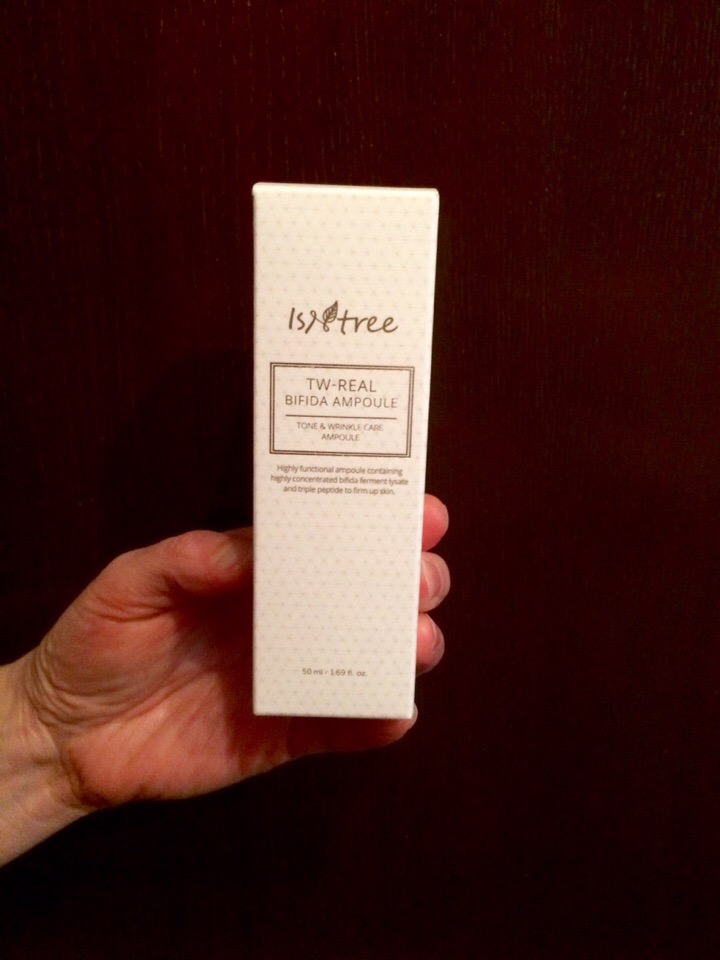 IsNtree
TW-REAL
BIFIDA AMPOULE
TONE & WRINKLE CARE
AMPOULE
Highly functional ampoule containing
highly concentrated bifida ferment lysate
and triple peptide to firm up skin.
50 ml - 1.69 fl. oz.